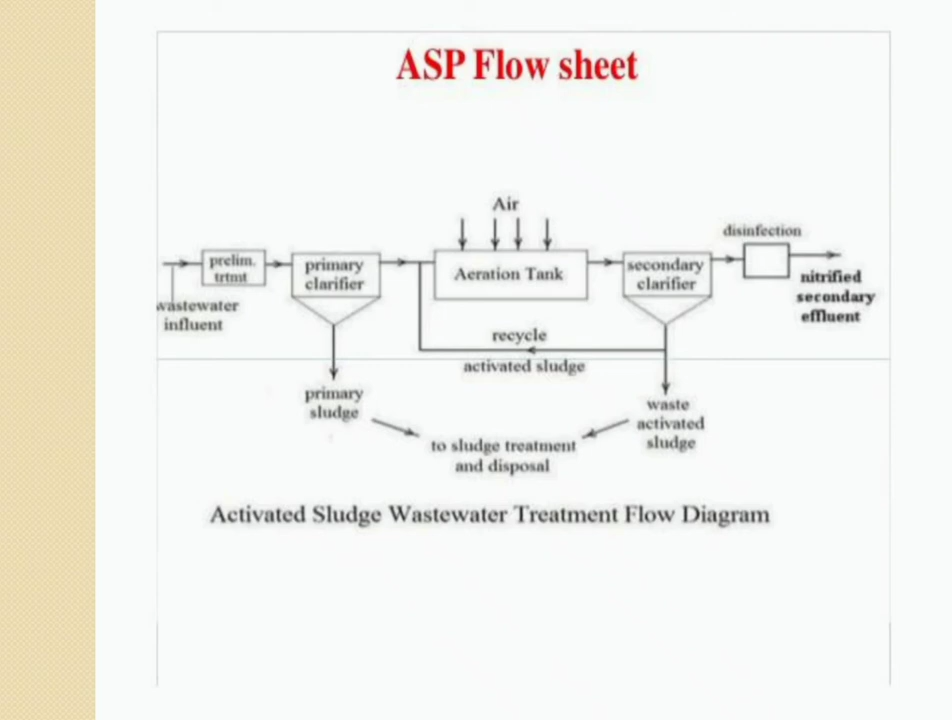 ASP Flow sheet
Air
disinfection
prelim.
trtmt
primary
clarifier
Aeration Tank
secondary
clarifier
nitrified
secondary
effluent
wastewater
influent
recycle
activated sludge
primary
sludge
waste
activated
sludge
to sludge treatment
and disposal
Activated Sludge Wastewater Treatment Flow Diagram